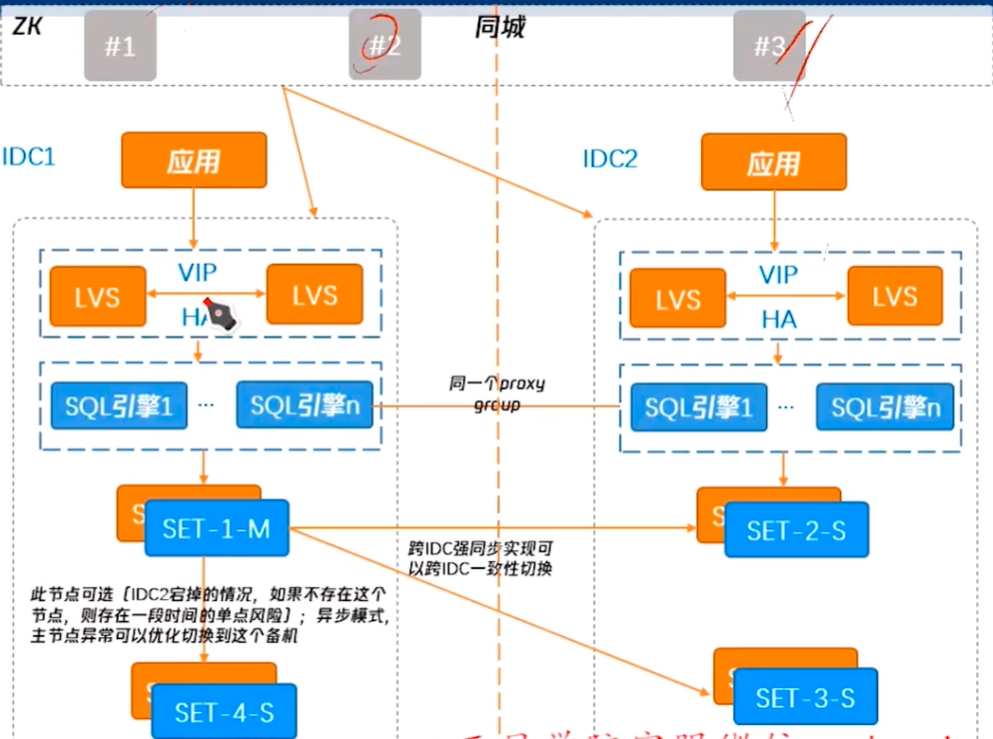 ZK
同城
#1
#2
#3
IDC1
应用
IDC2
应用
LVS
VIP
HA
LVS
LVS
VIP
HA
LVS
SQL引擎1
...
SQL引擎n
同一个proxy
group
SQL引擎1
...
SQL引擎n
S
SET-1-M
S
SET-2-S
跨IDC强同步实现可
以跨IDC一致性切换
此节点可选（IDC2宕掉的情况，如果不存在这个
节点，则存在一段时间的单点风险）；异步模式，
主节点异常可以优化切换到这个备机
SET-4-S
SET-3-S